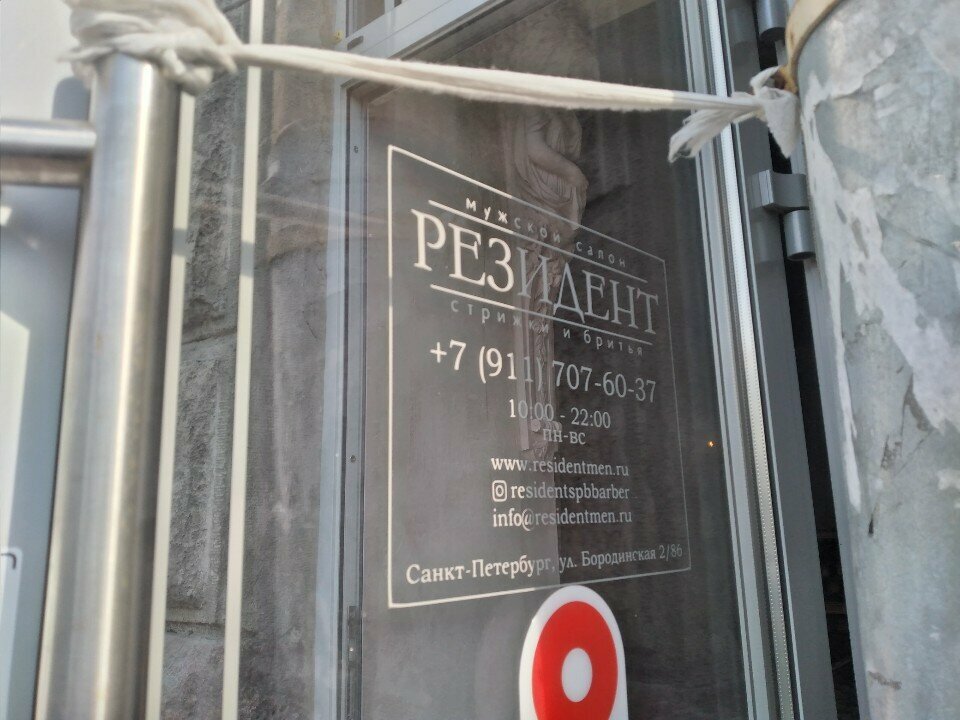 мужской салон
РЕЗИДЕНТ
стрижки и бритья
+7 (911) 707-60-37
10:00 - 22:00
пн-вс
www.residentmen.ru
residentspbbarber
info@residentmen.ru
Санкт-Петербург, ул. Бородинская 2/86